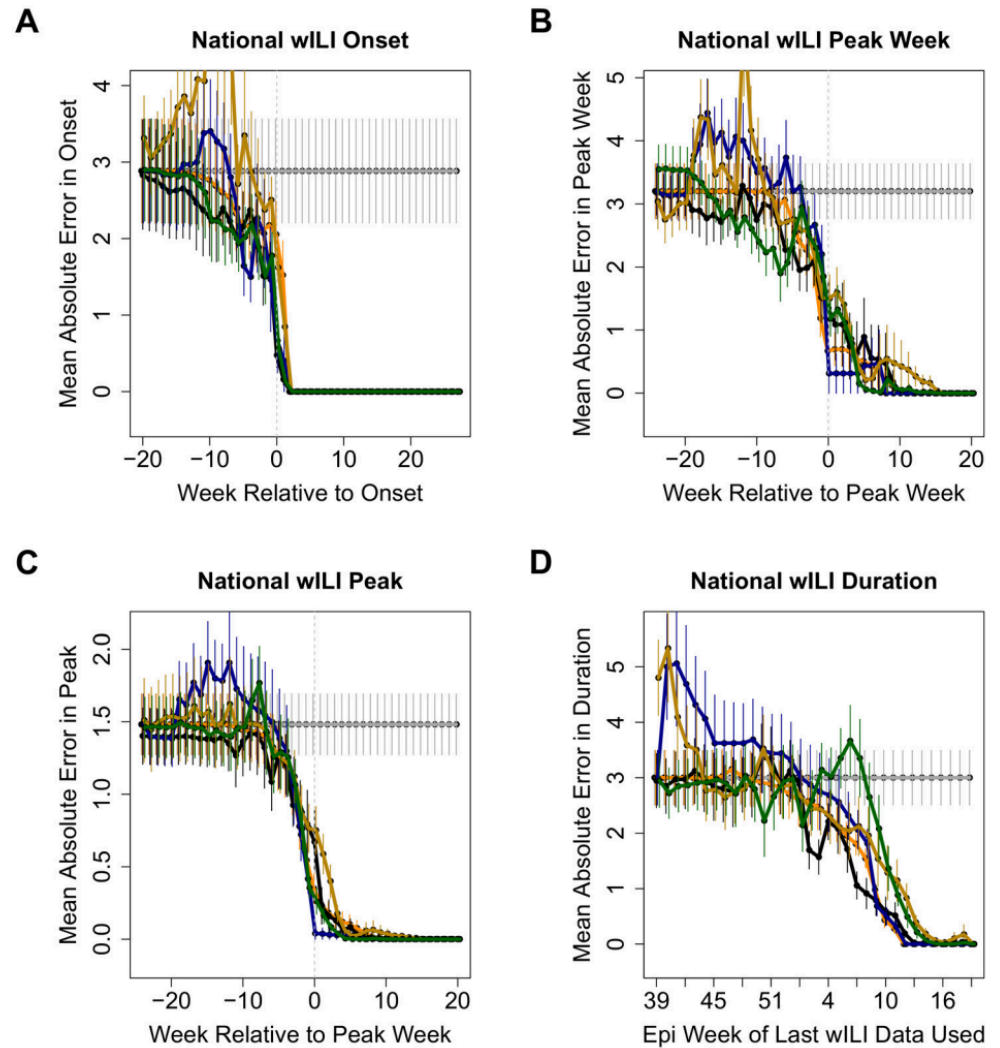 A
National wILI Onset
Mean Absolute Error in Onset
0
1
2
3
4
−20
−10
0
10
20
Week Relative to Onset
B
National wILI Peak Week
Mean Absolute Error in Peak Week
0
1
2
3
4
5
−20
−10
0
10
20
Week Relative to Peak Week
C
National wILI Peak
Mean Absolute Error in Peak
0.0
0.5
1.0
1.5
2.0
−20
−10
0
10
20
Week Relative to Peak Week
D
National wILI Duration
Mean Absolute Error in Duration
0
1
2
3
4
5
39
45
51
4
10
16
Epi Week of Last wILI Data Used